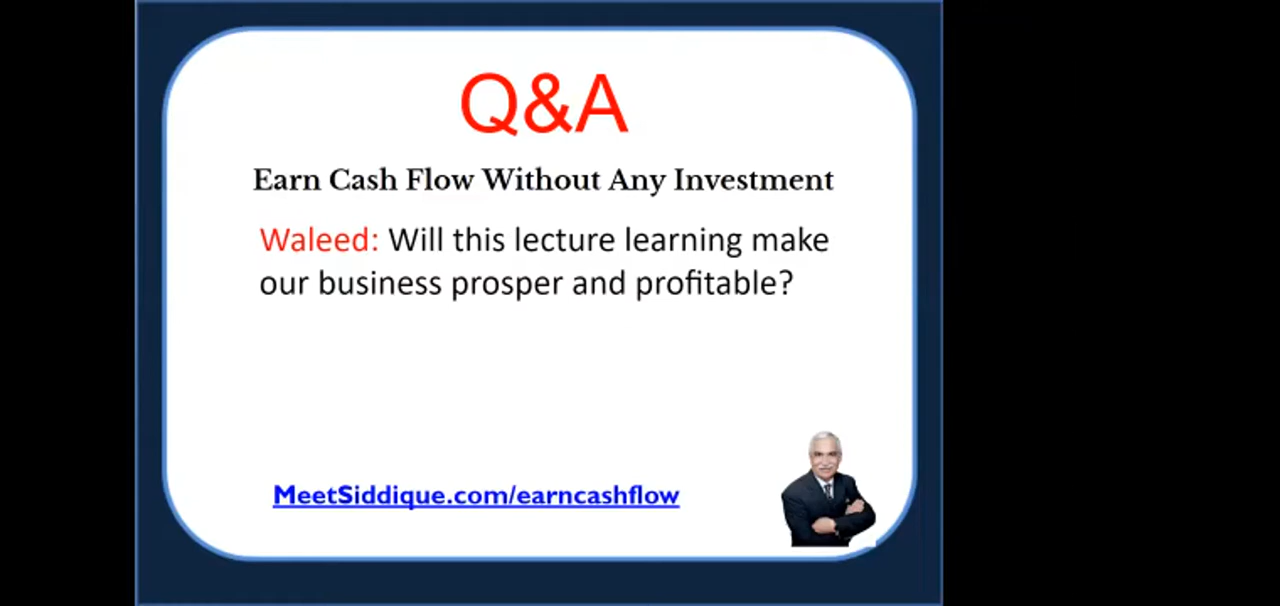 Q&A
Earn Cash Flow Without Any Investment
Waleed: Will this lecture learning make
our business prosper and profitable?
MeetSiddique.com/earncashflow